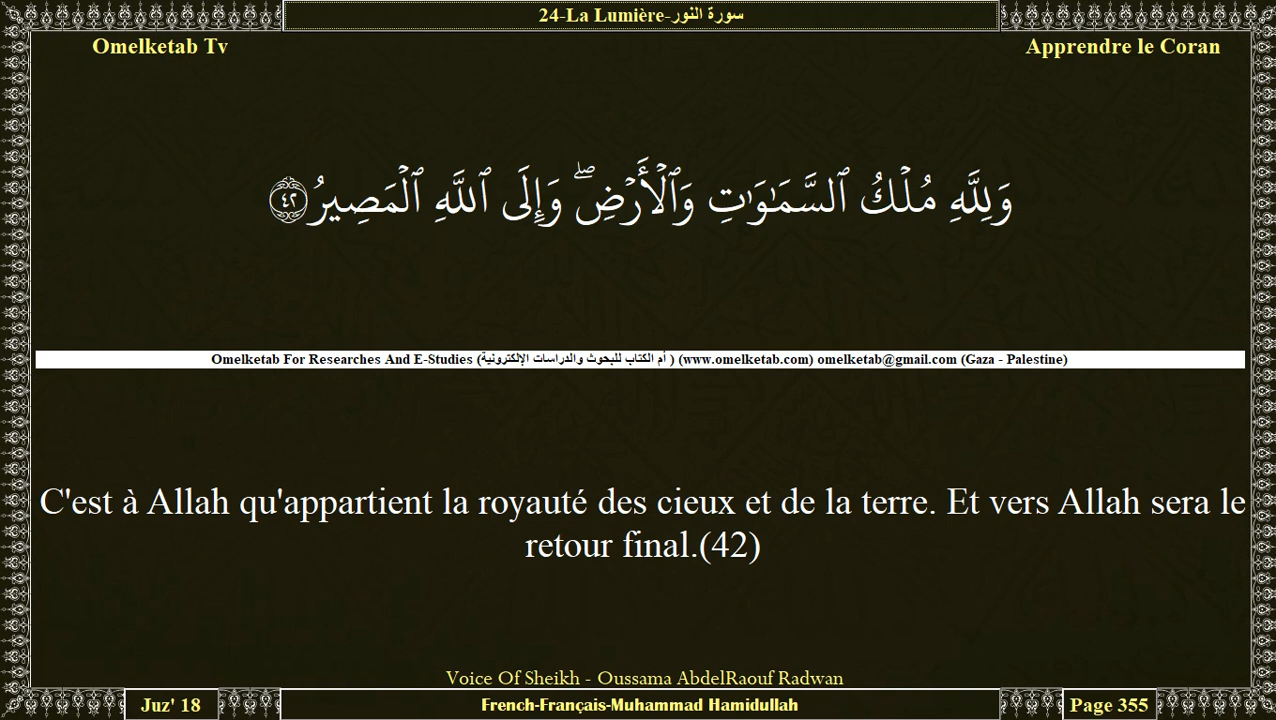 24-La Lumière-سورة النور
Omelketab Tv
Apprendre le Coran
وَلِلَّهِ مُلۡكُ ٱلسَّمَٰوَٰتِ وَٱلۡأَرۡضِۖ وَإِلَى ٱللَّهِ ٱلۡمَصِيرُ ٤٢
Omelketab For Researches And E-Studies (أم الكتاب للبحوث والدراسات الإلكترونية ) (www.omelketab.com) omelketab@gmail.com (Gaza - Palestine)
C'est à Allah qu'appartient la royauté des cieux et de la terre. Et vers Allah sera le
retour final.(42)
Voice Of Sheikh - Oussama AbdelRaouf Radwan
Juz' 18
French-Français-Muhammad Hamidullah
Page 355